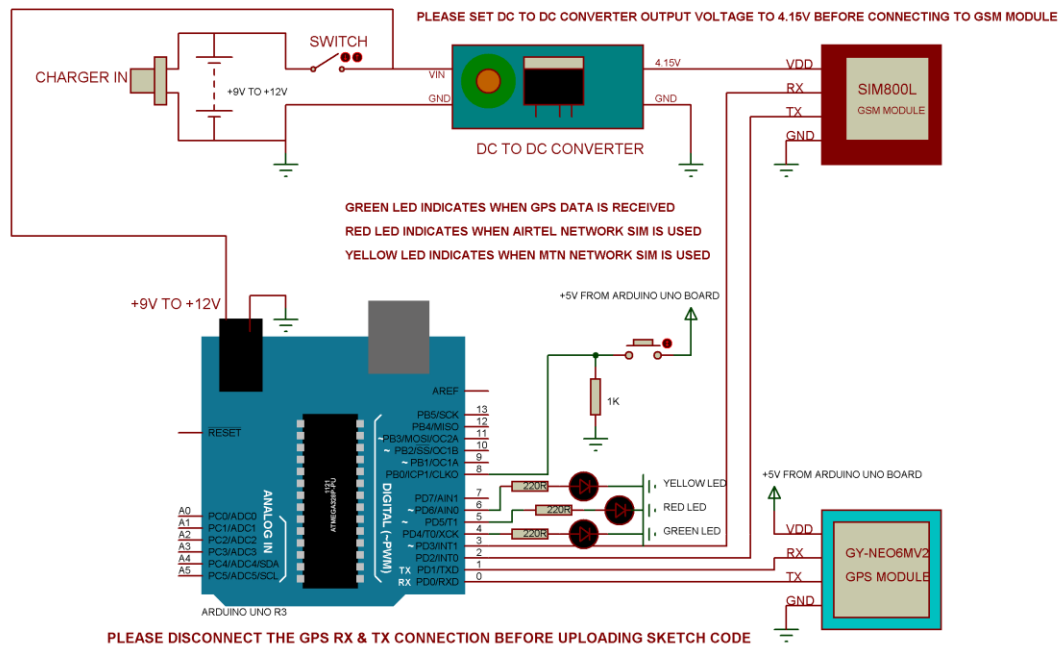 PLEASE SET DC TO DC CONVERTER OUTPUT VOLTAGE TO 4.15V BEFORE CONNECTING TO GSM MODULE
SWITCH
CHARGER IN
+9V TO +12V
VIN
GND
4.15V
GND
DC TO DC CONVERTER
VDD
RX
TX
GND
SIM800L
GSM MODULE
GREEN LED INDICATES WHEN GPS DATA IS RECEIVED
RED LED INDICATES WHEN AIRTEL NETWORK SIM IS USED
YELLOW LED INDICATES WHEN MTN NETWORK SIM IS USED
+9V TO +12V
+5V FROM ARDUINO UNO BOARD
1K
AREF
PB5/SCK 13
PB4/MISO 12
~PB3/MOSI/OC2A 11
~ PB2/SS/OC1B 10
~ PB1/OC1A 9
PB0/ICP1/CLKO 8
PD7/AIN1 7
~ PD6/AIN0 6
~ PD5/T1 5
PD4/T0/XCK 4
~ PD3/INT1 3
PD2/INT0 2
TX PD1/TXD 1
RX PD0/RXD 0
RESET
A0 PC0/ADC0
A1 PC1/ADC1
A2 PC2/ADC2
A3 PC3/ADC3
A4 PC4/ADC4/SDA
A5 PC5/ADC5/SCL
ANALOG IN
1121
ATMEGA328P-PU
DIGITAL (~PWM)
ARDUINO UNO R3
220R
YELLOW LED
220R
RED LED
220R
GREEN LED
+5V FROM ARDUINO UNO BOARD
VDD
RX
TX
GND
GY-NEO6MV2
GPS MODULE
PLEASE DISCONNECT THE GPS RX & TX CONNECTION BEFORE UPLOADING SKETCH CODE